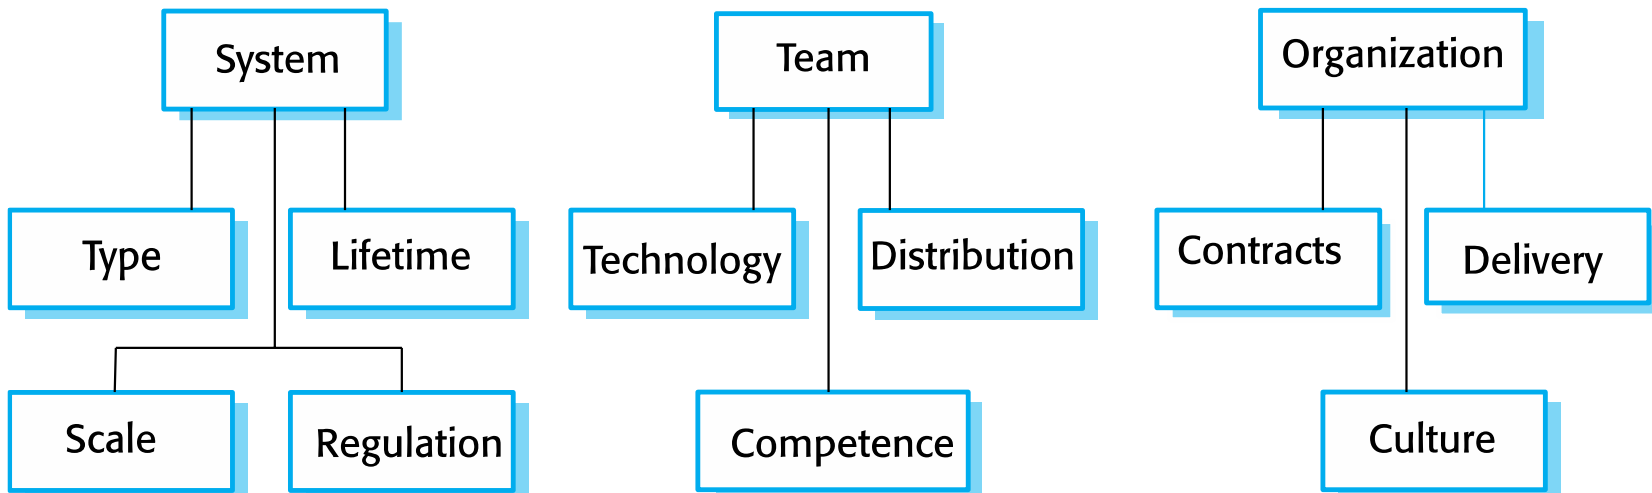 System
Team
Organization
Type
Lifetime
Technology
Distribution
Contracts
Delivery
Scale
Regulation
Competence
Culture